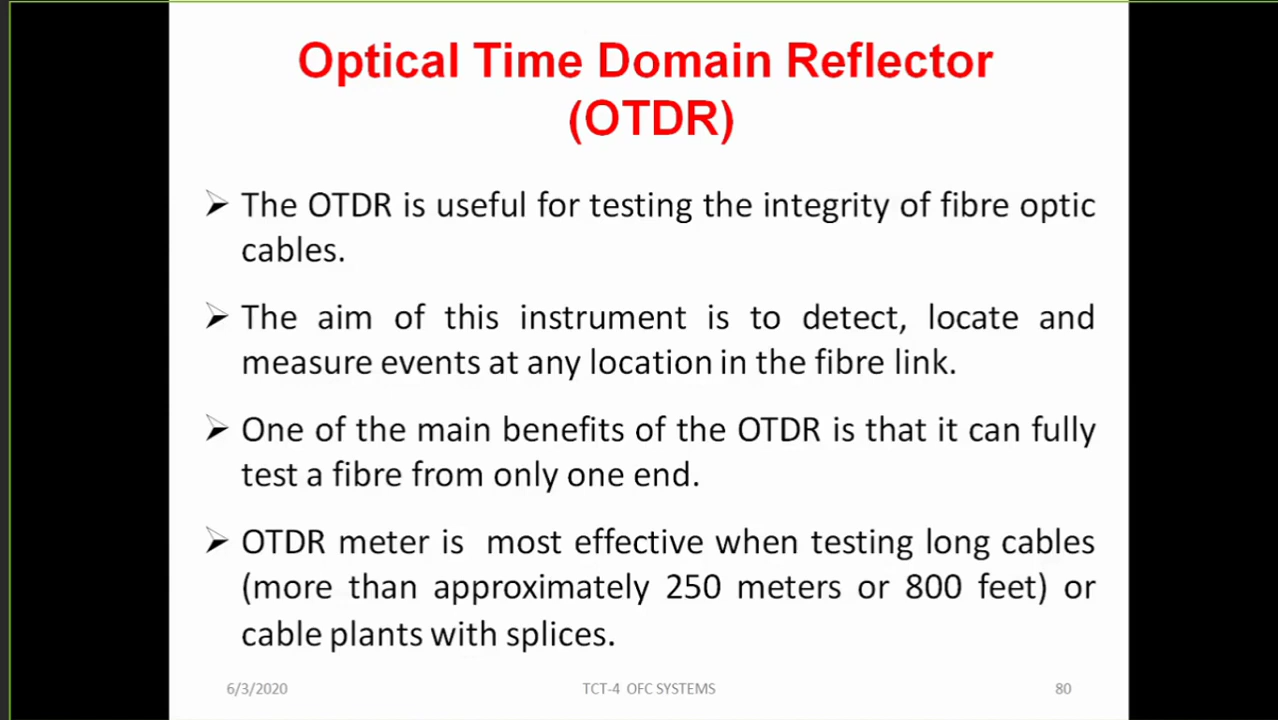 Optical Time Domain Reflector
(OTDR)
➢ The OTDR is useful for testing the integrity of fibre optic
cables.
➢ The aim of this instrument is to detect, locate and
measure events at any location in the fibre link.
➢ One of the main benefits of the OTDR is that it can fully
test a fibre from only one end.
➢ OTDR meter is most effective when testing long cables
(more than approximately 250 meters or 800 feet) or
cable plants with splices.
6/3/2020 TCT-4 OFC SYSTEMS 80